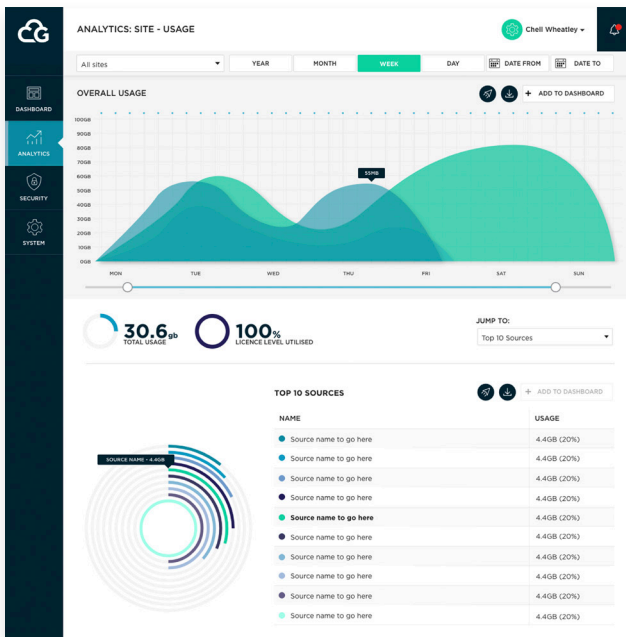 CG
ANALYTICS: SITE - USAGE
Chell Wheatley
All sites
YEAR
MONTH
WEEK
DAY
DATE FROM
DATE TO
DASHBOARD
ANALYTICS
SECURITY
SYSTEM
OVERALL USAGE
+ ADD TO DASHBOARD
100GB
90GB
80GB
70GB
60GB
50GB
40GB
30GB
20GB
10GB
0GB
55MB
MON TUE WED THU FRI SAT SUN
30.6gb
TOTAL USAGE
100%
LICENCE LEVEL UTILISED
JUMP TO:
Top 10 Sources
TOP 10 SOURCES
+ ADD TO DASHBOARD
SOURCE NAME - 4.4GB
NAME USAGE
Source name to go here 4.4GB (20%)
Source name to go here 4.4GB (20%)
Source name to go here 4.4GB (20%)
Source name to go here 4.4GB (20%)
Source name to go here 4.4GB (20%)
Source name to go here 4.4GB (20%)
Source name to go here 4.4GB (20%)
Source name to go here 4.4GB (20%)
Source name to go here 4.4GB (20%)
Source name to go here 4.4GB (20%)